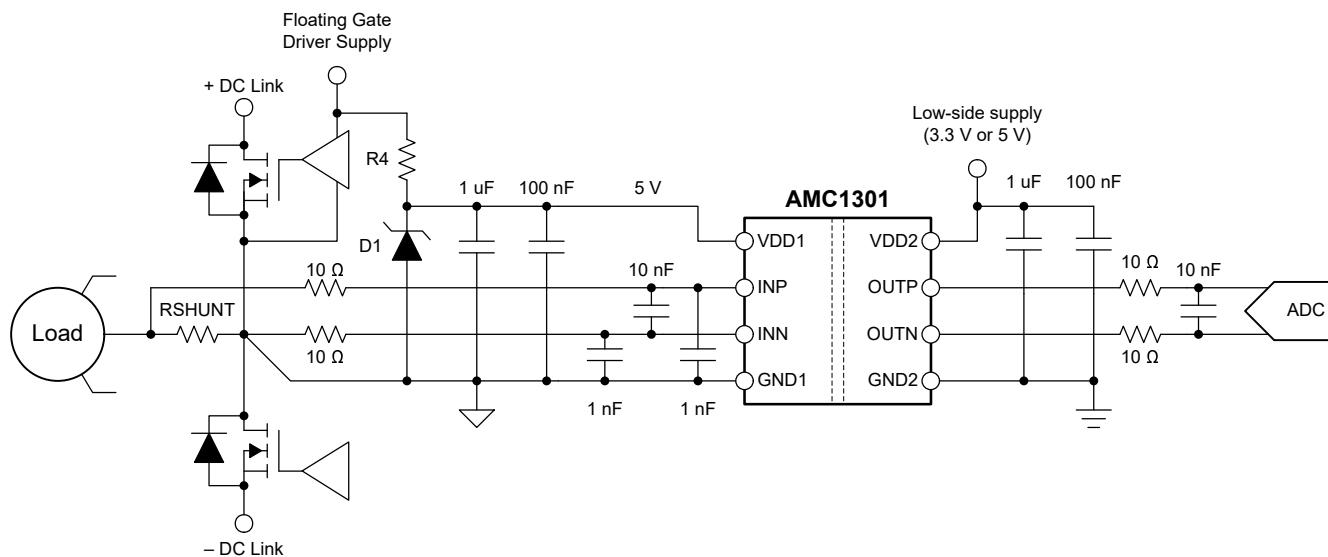 Floating Gate
Driver Supply
+ DC Link
Low-side supply
(3.3 V or 5 V)
R4
1 uF
100 nF
5 V
AMC1301
1 uF
100 nF
D1
VDD1
VDD2
10 Ω
10 nF
INP
OUTP
10 Ω
10 nF
Load
RSHUNT
ADC
10 Ω
INN
OUTN
10 Ω
GND1
GND2
1 nF
1 nF
– DC Link